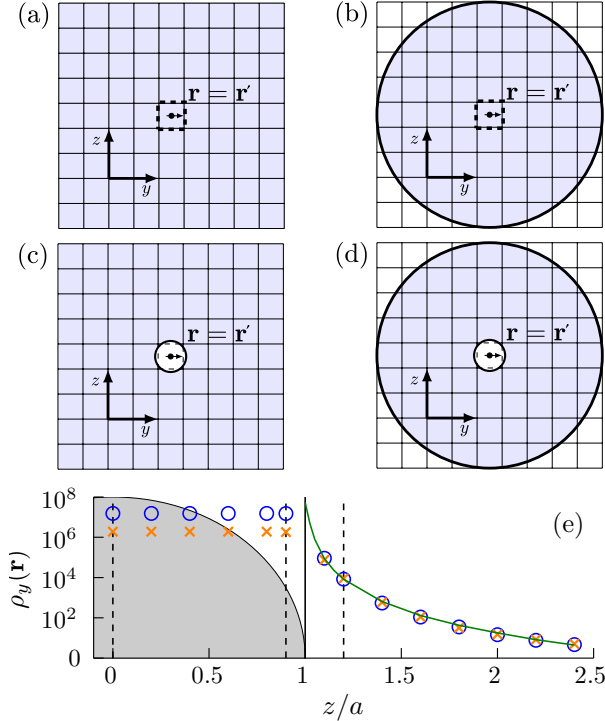 (a)
r = r′
z
y
(b)
r = r′
z
y
(c)
r = r′
z
y
(d)
r = r′
z
y
(e)
ρ_y(r)
10^8
10^6
10^4
10^2
0
0 0.5 1 1.5 2 2.5
z/a